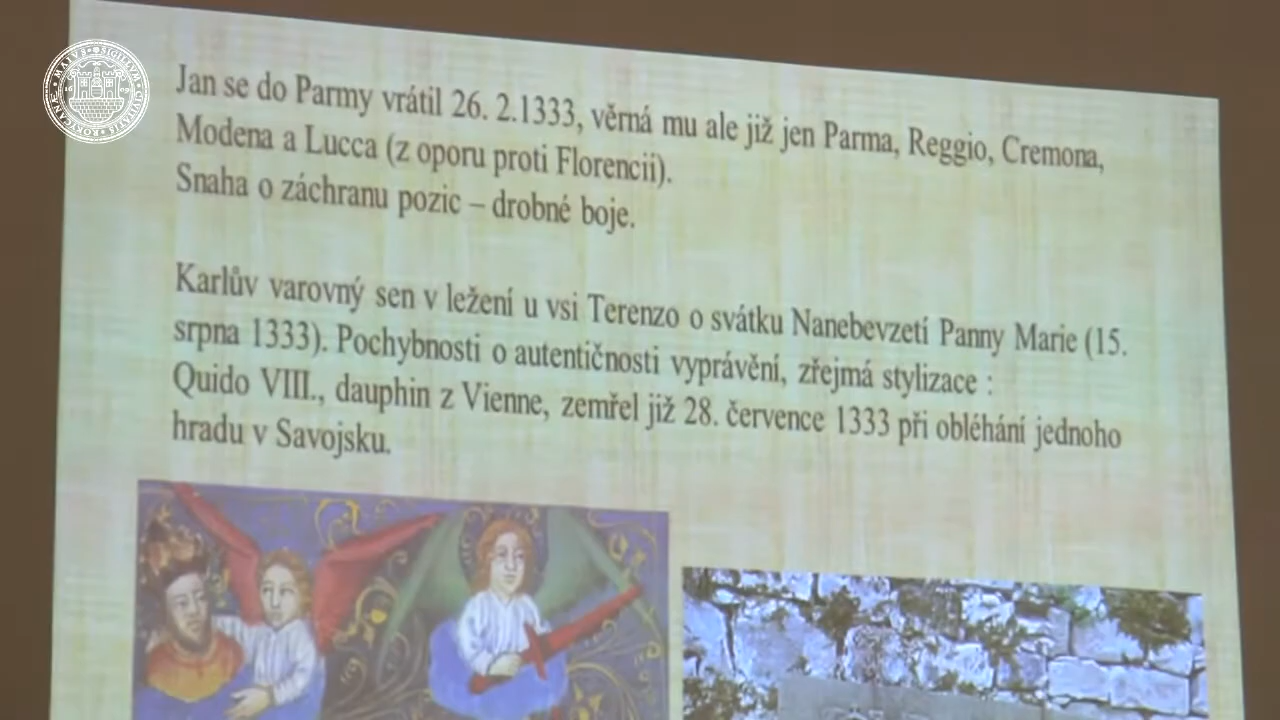 Jan se do Parmy vrátil 26. 2.1333, věrná mu ale již jen Parma, Reggio, Cremona,
Modena a Lucca (z oporu proti Florencii).
Snaha o záchranu pozic – drobné boje.
Karlův varovný sen v ležení u vsi Terenzo o svátku Nanebevzetí Panny Marie (15.
srpna 1333). Pochybnosti o autentičnosti vyprávění, zřejmá stylizace :
Quido VIII., dauphin z Vienne, zemřel již 28. července 1333 při obléhání jednoho
hradu v Savojsku.